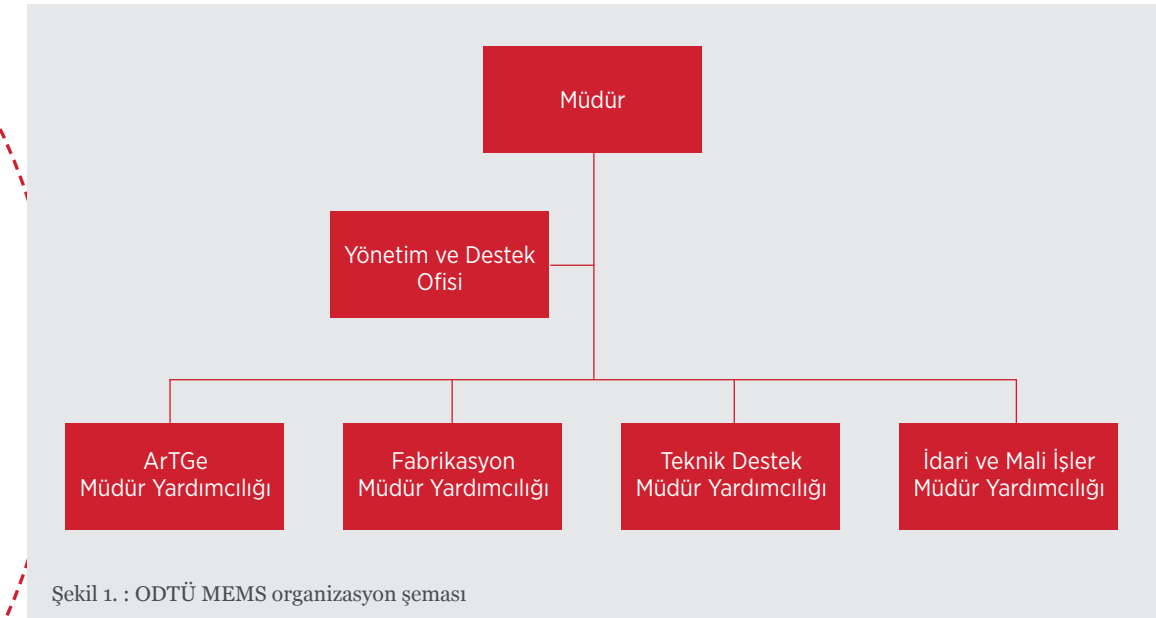 Müdür
Yönetim ve Destek
Ofisi
ArTGe
Müdür Yardımcılığı
Fabrikasyon
Müdür Yardımcılığı
Teknik Destek
Müdür Yardımcılığı
İdari ve Mali İşler
Müdür Yardımcılığı
Şekil 1. : ODTÜ MEMS organizasyon şeması